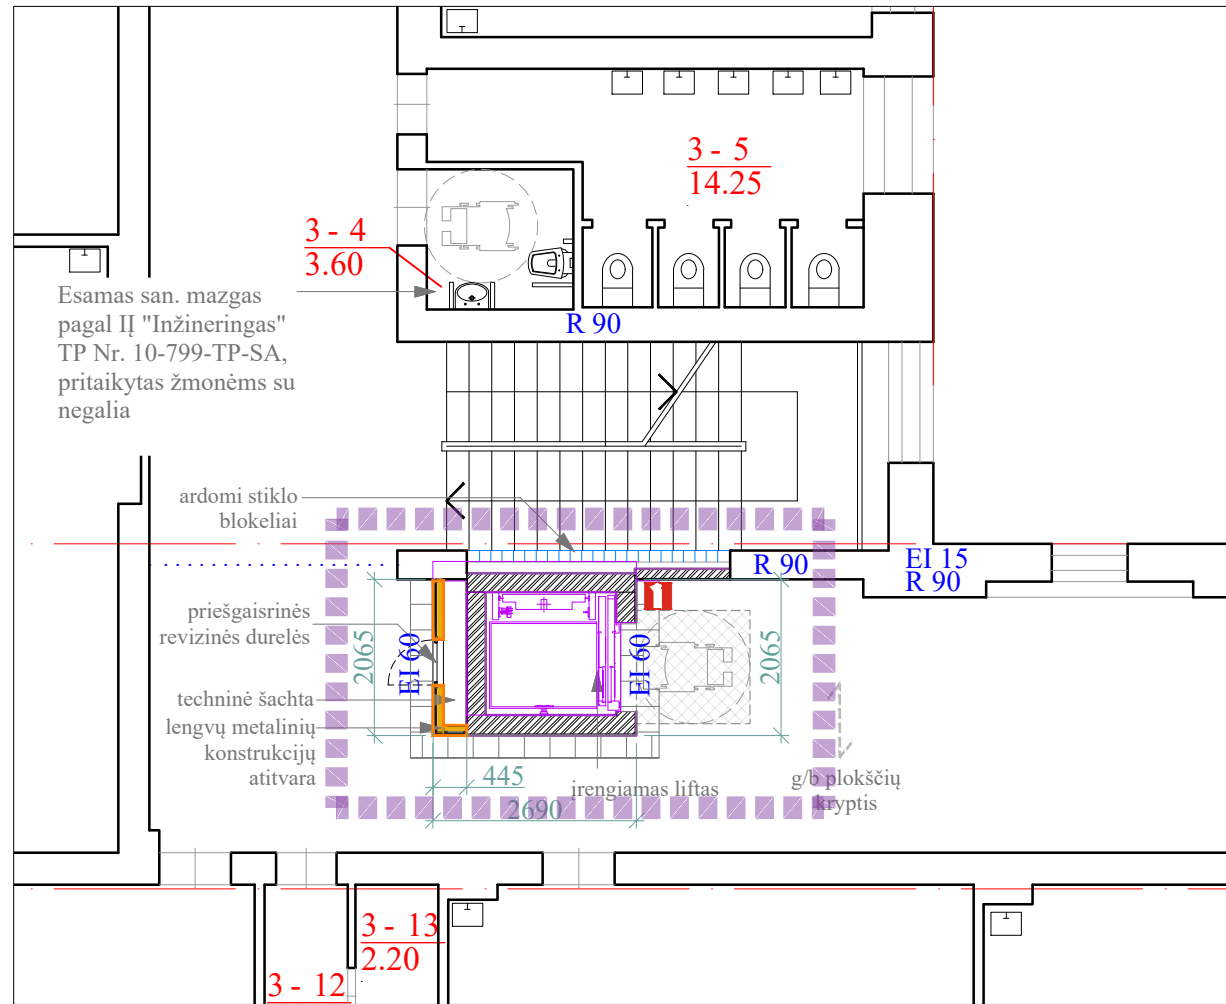 3 - 5
14.25
3 - 4
3.60
Esamas san. mazgas
pagal IĮ "Inžineringas"
TP Nr. 10-799-TP-SA,
pritaikytas žmonėms su
negalia
R 90
ardomi stiklo
blokeliai
R 90
EI 15
R 90
priešgaisrinės
revizinės durelės
2065
EI 60
EI 60
2065
techninė šachta
lengvų metalinių
konstrukcijų
atitvara
445
įrengiamas liftas
2690
g/b plokščių
kryptis
3 - 13
2.20
3 - 12